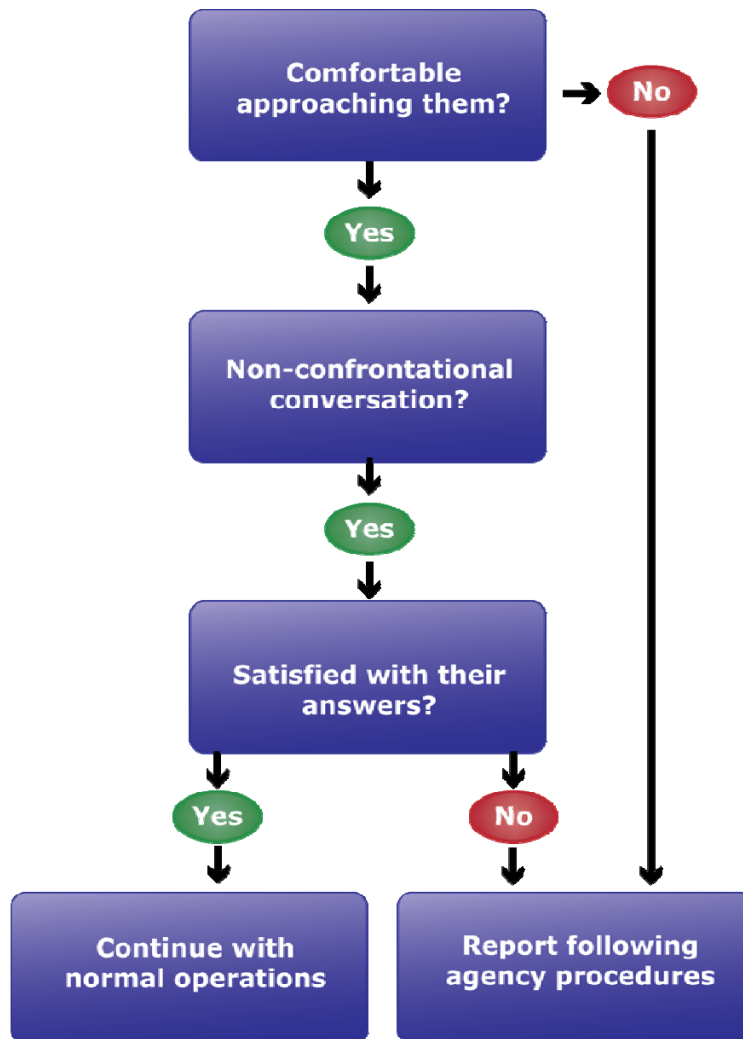 Comfortable
approaching them?
No
Yes
Non-confrontational
conversation?
Yes
Satisfied with their
answers?
Yes
No
Continue with
normal operations
Report following
agency procedures